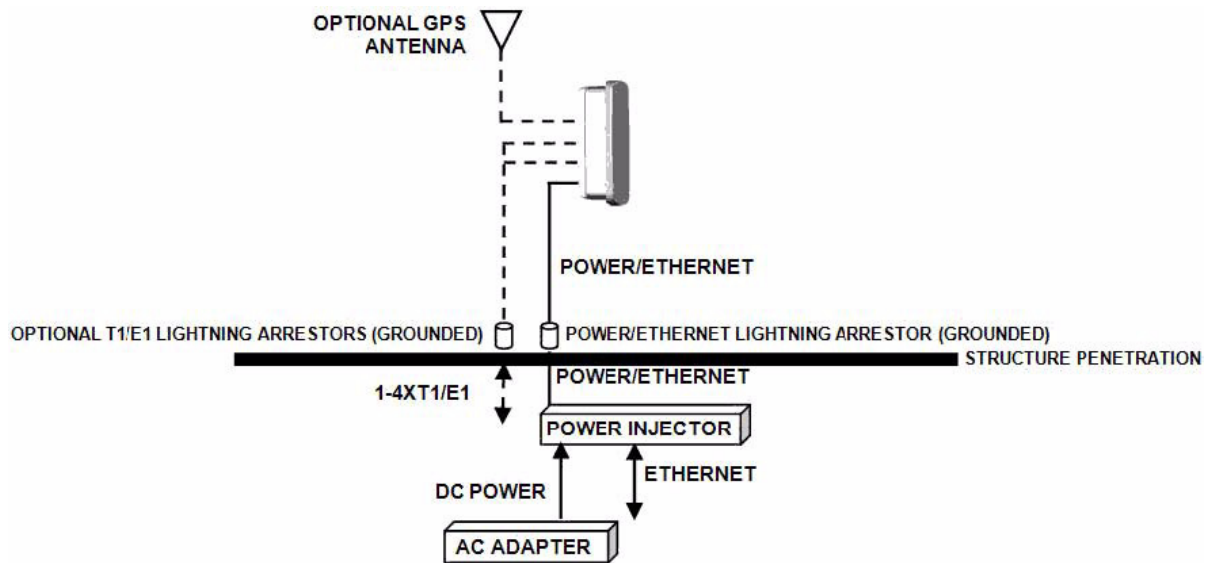 OPTIONAL GPS
ANTENNA
POWER/ETHERNET
OPTIONAL T1/E1 LIGHTNING ARRESTORS (GROUNDED)
POWER/ETHERNET LIGHTNING ARRESTOR (GROUNDED)
STRUCTURE PENETRATION
POWER/ETHERNET
1-4XT1/E1
POWER INJECTOR
ETHERNET
DC POWER
AC ADAPTER